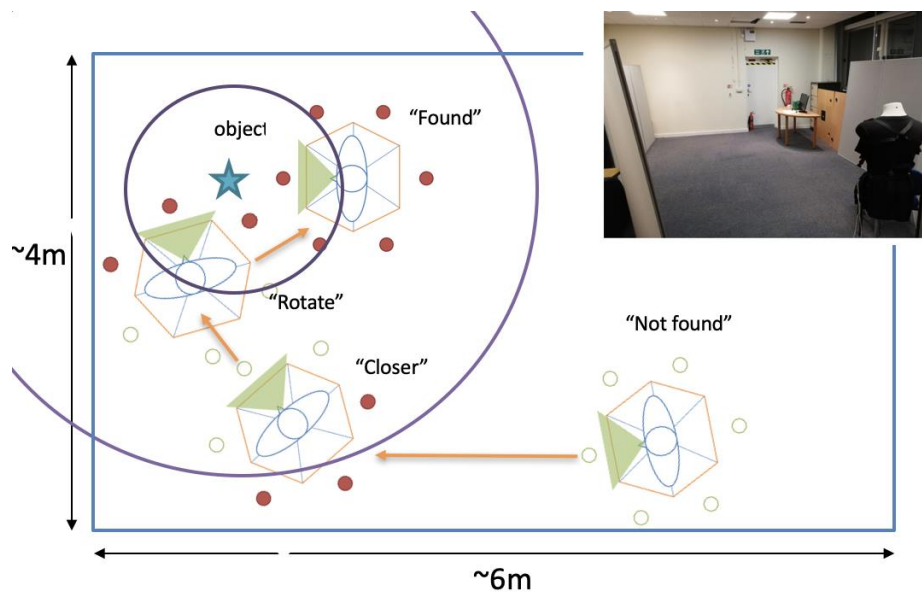 object
“Found”
~4m
“Rotate”
“Not found”
“Closer”
~6m